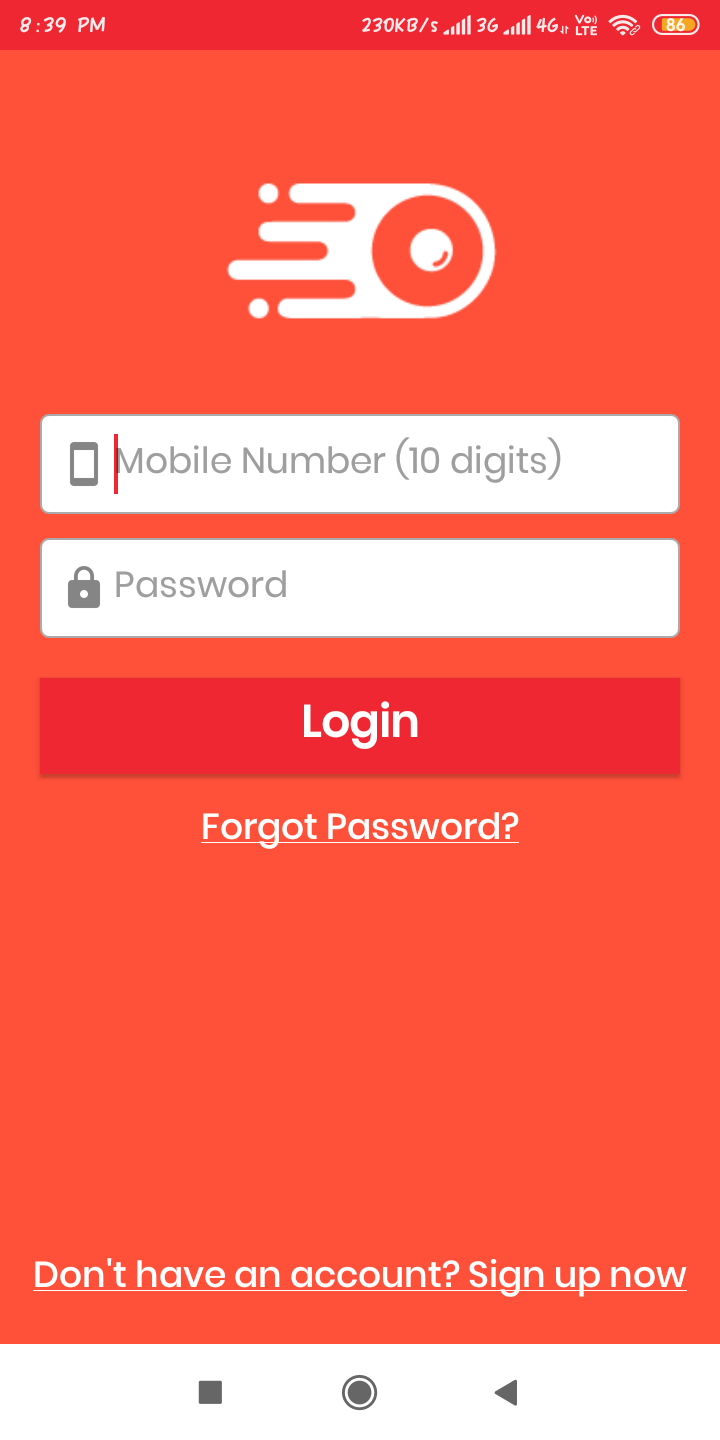 8:39 PM 230KB/s 3G 4G Vo) LTE 86
Mobile Number (10 digits)
Password
Login
Forgot Password?
Don't have an account? Sign up now